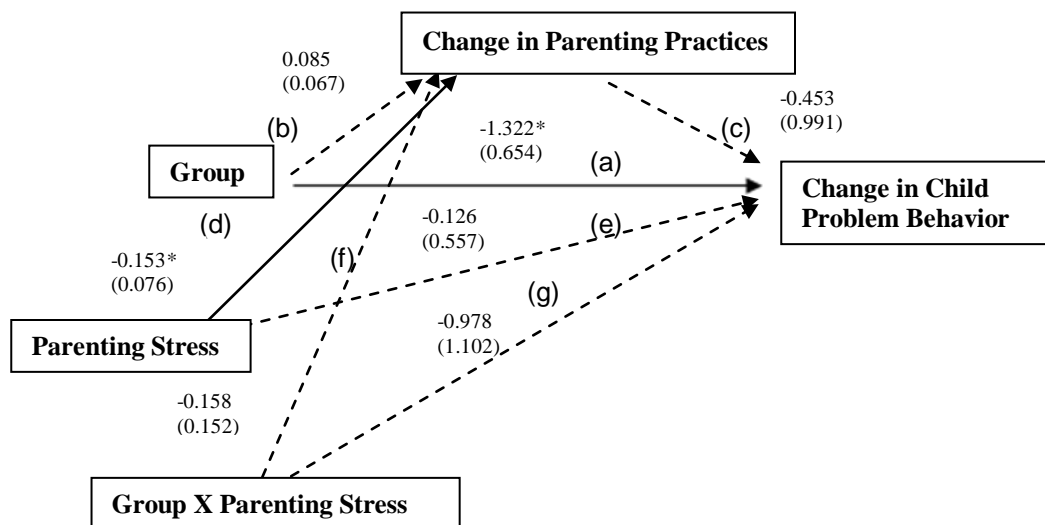 Change in Parenting Practices
0.085
(0.067)
-0.453
(0.991)
(b)
-1.322*
(0.654)
(c)
(a)
Group
Change in Child
Problem Behavior
(d)
-0.126
(0.557)
(e)
-0.153*
(0.076)
(f)
(g)
Parenting Stress
-0.978
(1.102)
-0.158
(0.152)
Group X Parenting Stress